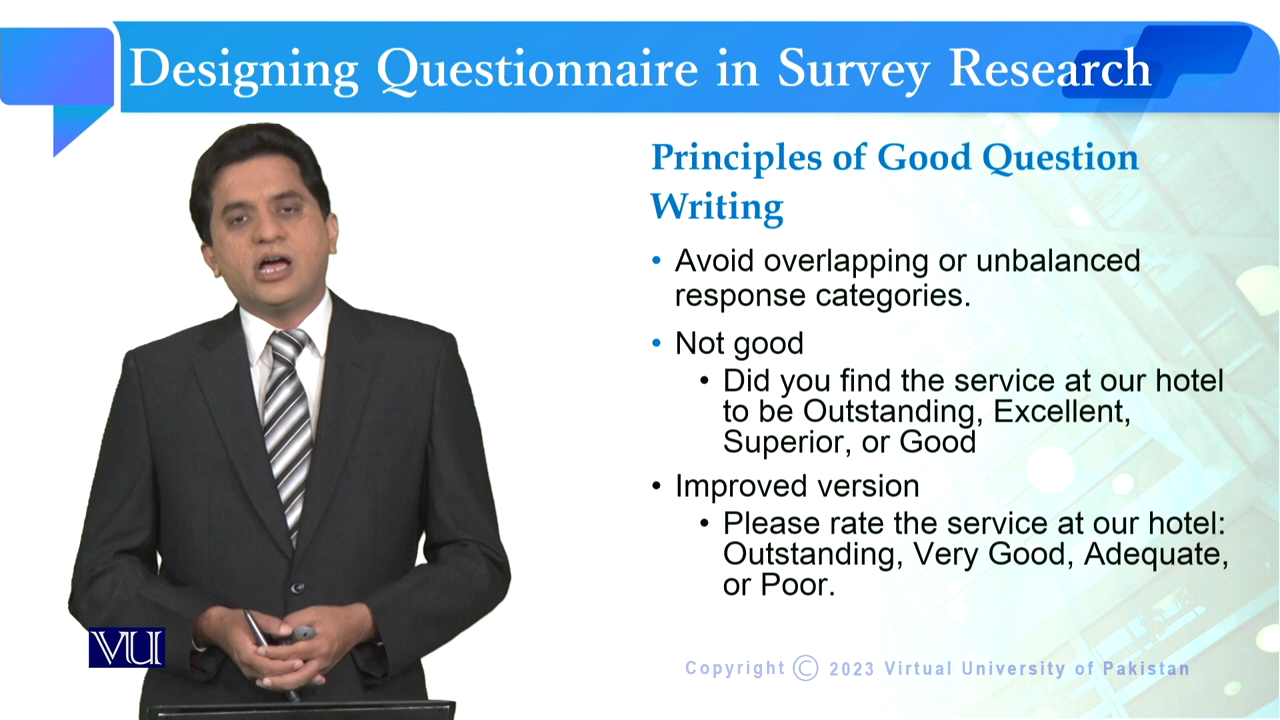 Designing Questionnaire in Survey Research
Principles of Good Question
Writing
• Avoid overlapping or unbalanced
response categories.
• Not good
• Did you find the service at our hotel
to be Outstanding, Excellent,
Superior, or Good
• Improved version
• Please rate the service at our hotel:
Outstanding, Very Good, Adequate,
or Poor.
VU
Copyright © 2023 Virtual University of Pakistan